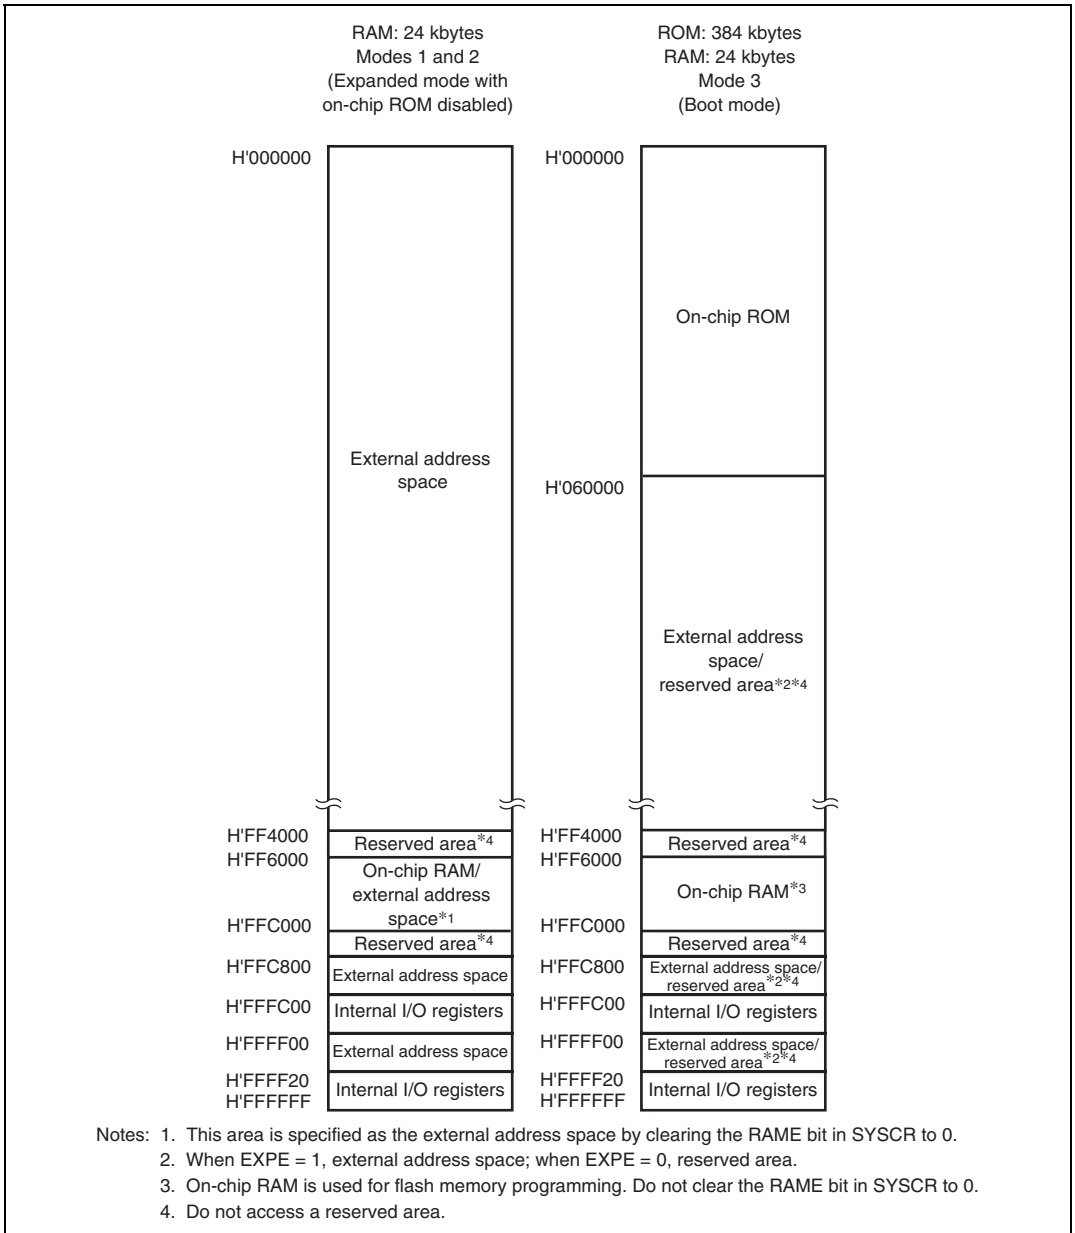 RAM: 24 kbytes
Modes 1 and 2
(Expanded mode with
on-chip ROM disabled)
H'000000
External address
space
H'FF4000
Reserved area*4
H'FF6000
On-chip RAM/
external address
space*1
H'FFC000
Reserved area*4
H'FFC800
External address space
H'FFFC00
Internal I/O registers
H'FFFF00
External address space
H'FFFF20
Internal I/O registers
H'FFFFFF
ROM: 384 kbytes
RAM: 24 kbytes
Mode 3
(Boot mode)
H'000000
On-chip ROM
H'060000
External address
space/
reserved area*2*4
H'FF4000
Reserved area*4
H'FF6000
On-chip RAM*3
H'FFC000
Reserved area*4
H'FFC800
External address space/
reserved area*2*4
H'FFFC00
Internal I/O registers
H'FFFF00
External address space/
reserved area*2*4
H'FFFF20
Internal I/O registers
H'FFFFFF
Notes: 1. This area is specified as the external address space by clearing the RAME bit in SYSCR to 0.
2. When EXPE = 1, external address space; when EXPE = 0, reserved area.
3. On-chip RAM is used for flash memory programming. Do not clear the RAME bit in SYSCR to 0.
4. Do not access a reserved area.